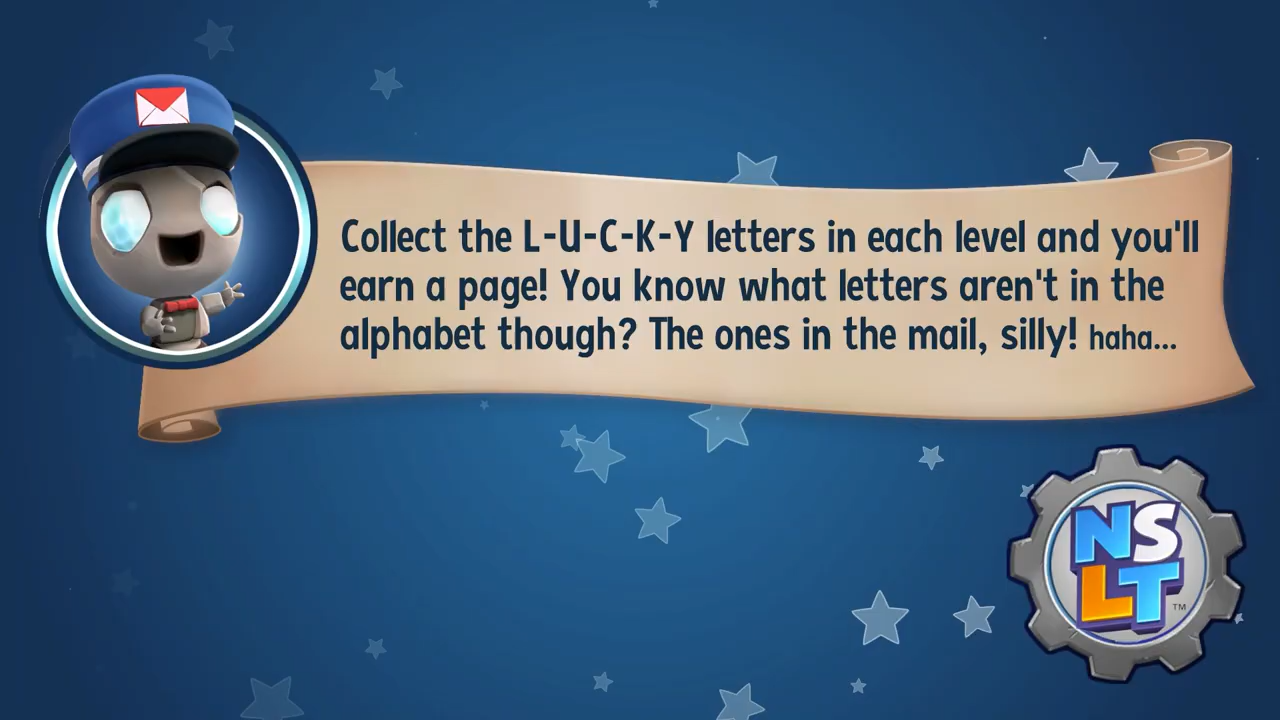 Collect the L-U-C-K-Y letters in each level and you'll
earn a page! You know what letters aren't in the
alphabet though? The ones in the mail, silly! haha...
NS
LT
TM